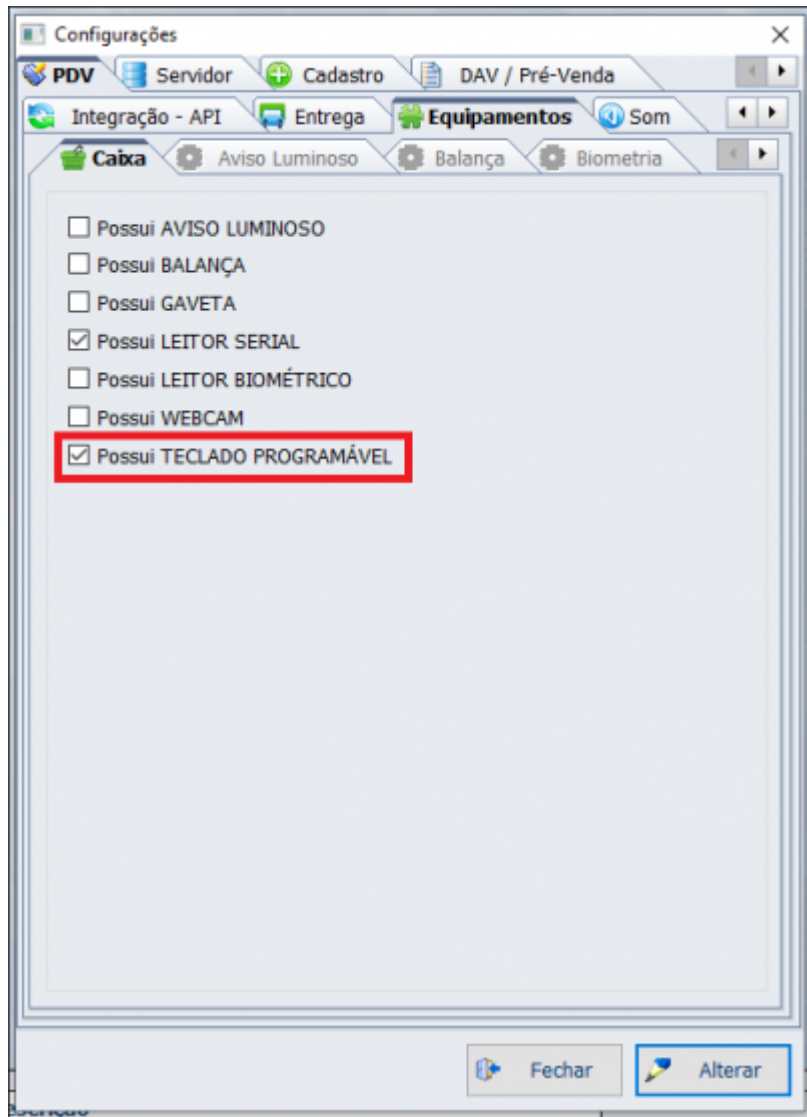 Configurações
PDV Servidor Cadastro DAV / Pré-Venda
Integração - API Entrega Equipamentos Som
Caixa Aviso Luminoso Balança Biometria
Possui AVISO LUMINOSO
Possui BALANÇA
Possui GAVETA
Possui LEITOR SERIAL
Possui LEITOR BIOMÉTRICO
Possui WEBCAM
Possui TECLADO PROGRAMÁVEL
Fechar Alterar